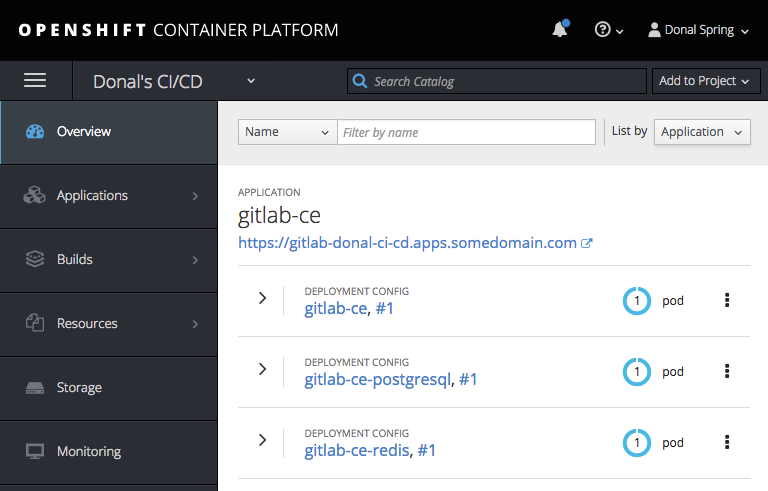 OPENSHIFT CONTAINER PLATFORM
Donal Spring
Donal's CI/CD
Search Catalog
Add to Project
Overview
Applications
Builds
Resources
Storage
Monitoring
Name
Filter by name
List by
Application
APPLICATION
gitlab-ce
https://gitlab-donal-ci-cd.apps.somedomain.com
DEPLOYMENT CONFIG
gitlab-ce, #1
1 pod
DEPLOYMENT CONFIG
gitlab-ce-postgresql, #1
1 pod
DEPLOYMENT CONFIG
gitlab-ce-redis, #1
1 pod